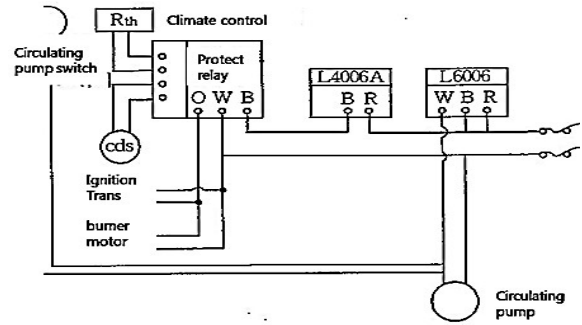 Rth Climate control
Circulating
pump switch
Protect
relay
O W B
L4006A
B R
L6006
W B R
cds
Ignition
Trans
burner
motor
Circulating
pump